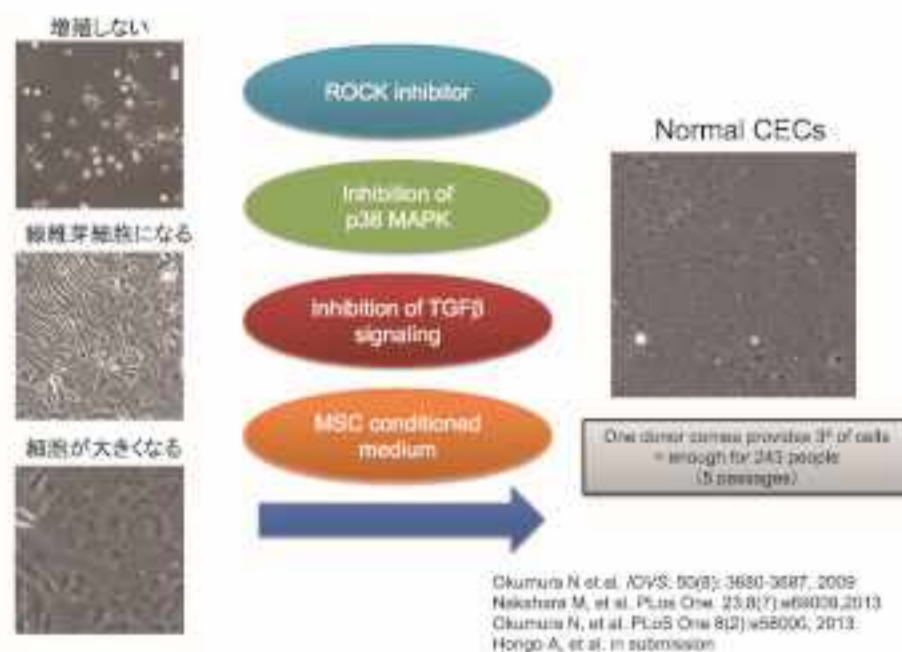 増殖しない
線維芽細胞になる
細胞が大きくなる
ROCK inhibitor
Inhibition of
p38 MAPK
Inhibition of TGFβ
signaling
MSC conditioned
medium
Normal CECs
One donor cornea provides 3⁵ of cells
= enough for 243 people
(5 passages)
Okumura N et al. IOVS. 50(8): 3680-3687, 2009
Nakahara M, et al. PLos One. 23;8(7):e69009,2013
Okumura N, et al. PLoS One 8(2):e58000, 2013.
Hongo A, et al. in submission